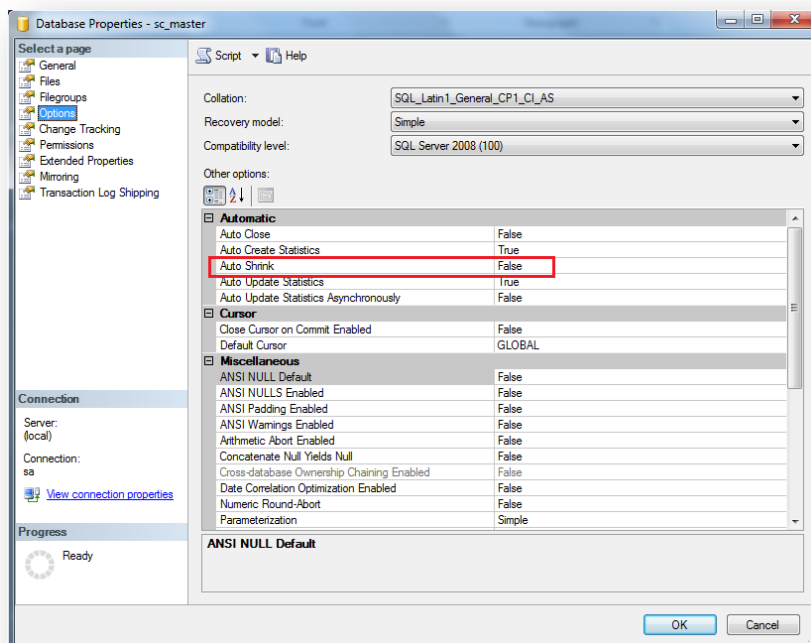 Database Properties - sc_master
Select a page
General
Files
Filegroups
Options
Change Tracking
Permissions
Extended Properties
Mirroring
Transaction Log Shipping
Connection
Server:
(local)
Connection:
sa
View connection properties
Progress
Ready
Script Help
Collation: SQL_Latin1_General_CP1_CI_AS
Recovery model: Simple
Compatibility level: SQL Server 2008 (100)
Other options:
Automatic
Auto Close False
Auto Create Statistics True
Auto Shrink False
Auto Update Statistics True
Auto Update Statistics Asynchronously False
Cursor
Close Cursor on Commit Enabled False
Default Cursor GLOBAL
Miscellaneous
ANSI NULL Default False
ANSI NULLS Enabled False
ANSI Padding Enabled False
ANSI Warnings Enabled False
Arithmetic Abort Enabled False
Concatenate Null Yields Null False
Cross-database Ownership Chaining Enabled False
Date Correlation Optimization Enabled False
Numeric Round-Abort False
Parameterization Simple
ANSI NULL Default
OK Cancel